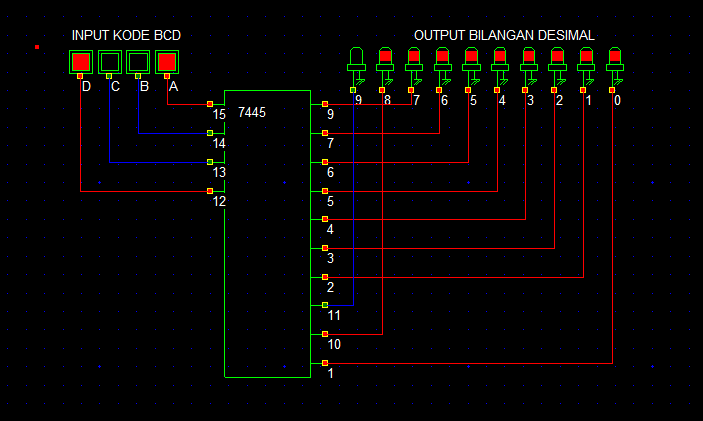 INPUT KODE BCD
OUTPUT BILANGAN DESIMAL
D C B A
9 8 7 6 5 4 3 2 1 0
7445
15 9
14 7
13 6
12 5
4
3
2
11
10
1